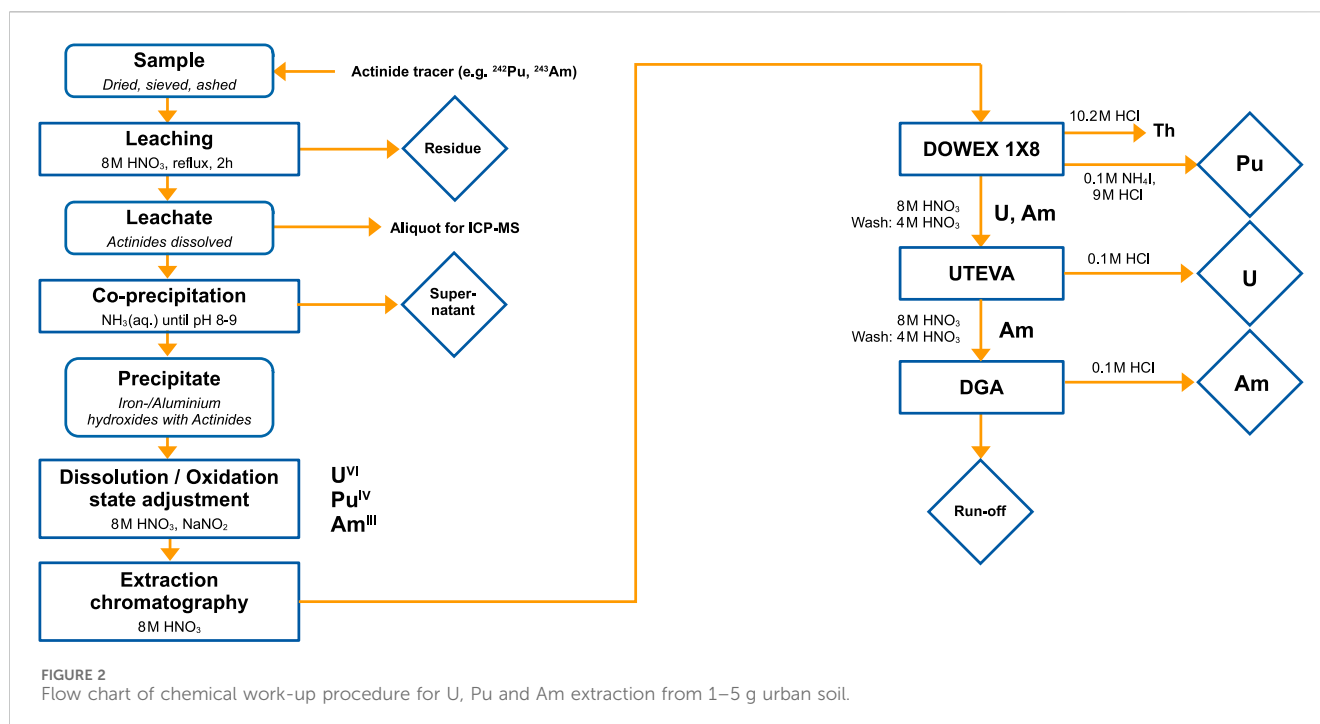 Sample
Dried, sieved, ashed
Actinide tracer (e.g. ²⁴²Pu, ²⁴³Am)
Leaching
8M HNO₃, reflux, 2h
Residue
Leachate
Actinides dissolved
Aliquot for ICP-MS
Co-precipitation
NH₃(aq.) until pH 8-9
Super-
natant
Precipitate
Iron-/Aluminium
hydroxides with Actinides
Dissolution / Oxidation
state adjustment
8M HNO₃, NaNO₂
Uⱽᴵ
Puᴵⱽ
Amᴵᴵᴵ
Extraction
chromatography
8M HNO₃
DOWEX 1X8
10.2M HCl
Th
0.1M NH₄I,
9M HCl
Pu
8M HNO₃
Wash: 4M HNO₃
U, Am
UTEVA
0.1M HCl
U
8M HNO₃
Wash: 4M HNO₃
Am
DGA
0.1M HCl
Am
Run-off
FIGURE 2
Flow chart of chemical work-up procedure for U, Pu and Am extraction from 1–5 g urban soil.